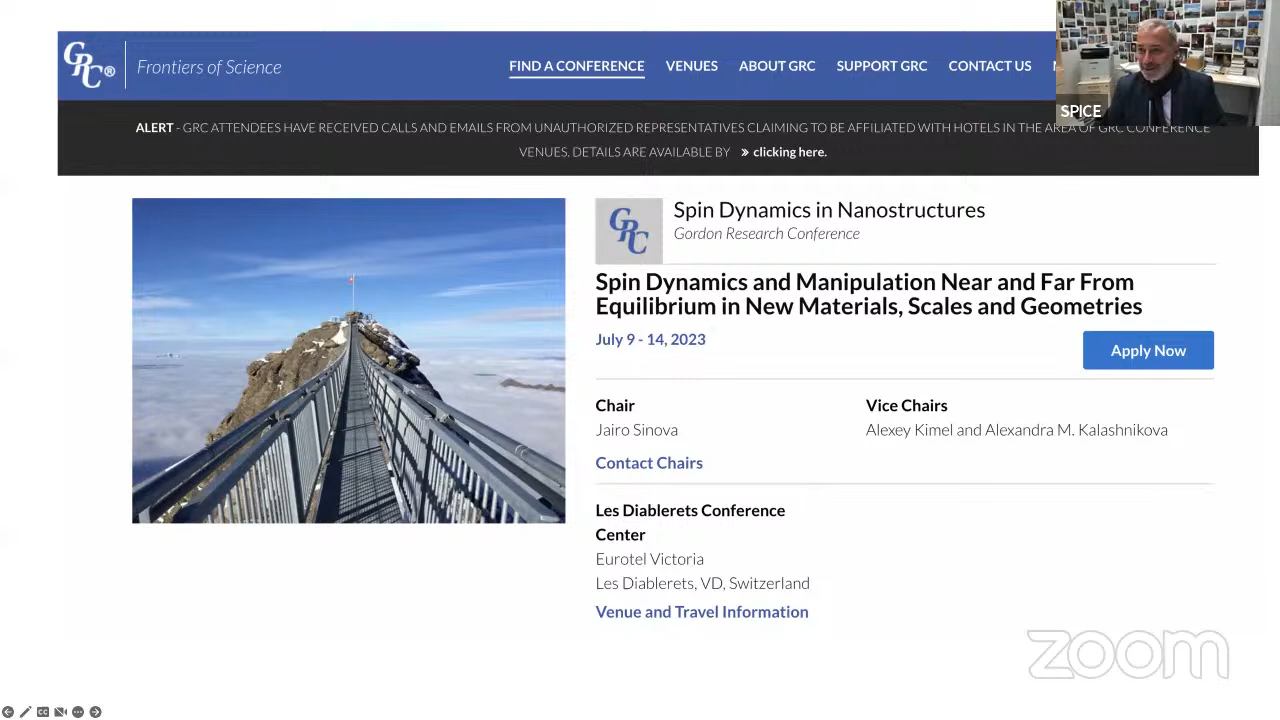 GRC® Frontiers of Science
FIND A CONFERENCE VENUES ABOUT GRC SUPPORT GRC CONTACT US
SPICE
ALERT - GRC ATTENDEES HAVE RECEIVED CALLS AND EMAILS FROM UNAUTHORIZED REPRESENTATIVES CLAIMING TO BE AFFILIATED WITH HOTELS IN THE AREA OF GRC CONFERENCE
VENUES. DETAILS ARE AVAILABLE BY » clicking here.
GRC
Spin Dynamics in Nanostructures
Gordon Research Conference
Spin Dynamics and Manipulation Near and Far From
Equilibrium in New Materials, Scales and Geometries
July 9 - 14, 2023
Apply Now
Chair
Jairo Sinova
Vice Chairs
Alexey Kimel and Alexandra M. Kalashnikova
Contact Chairs
Les Diablerets Conference
Center
Eurotel Victoria
Les Diablerets, VD, Switzerland
Venue and Travel Information
zoom
CC